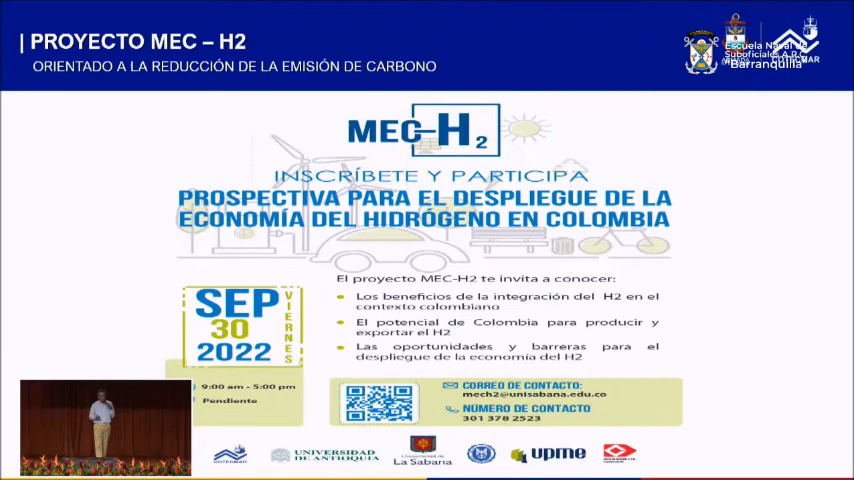 | PROYECTO MEC – H2
ORIENTADO A LA REDUCCIÓN DE LA EMISIÓN DE CARBONO
Escuela Naval de
Suboficiales A.R.C
Barranquilla
COTECMAR
MEC-H2
INSCRÍBETE Y PARTICIPA
PROSPECTIVA PARA EL DESPLIEGUE DE LA
ECONOMÍA DEL HIDRÓGENO EN COLOMBIA
El proyecto MEC-H2 te invita a conocer:
Los beneficios de la integración del H2 en el
contexto colombiano
El potencial de Colombia para producir y
exportar el H2
Las oportunidades y barreras para el
despliegue de la economía del H2
SEP
30
2022
VIERNES
9:00 am - 5:00 pm
Pendiente
CORREO DE CONTACTO:
mech2@unisabana.edu.co
NÚMERO DE CONTACTO
301 378 2523
COTECMAR
UNIVERSIDAD
DE ANTIOQUIA
Universidad de
La Sabana
upme